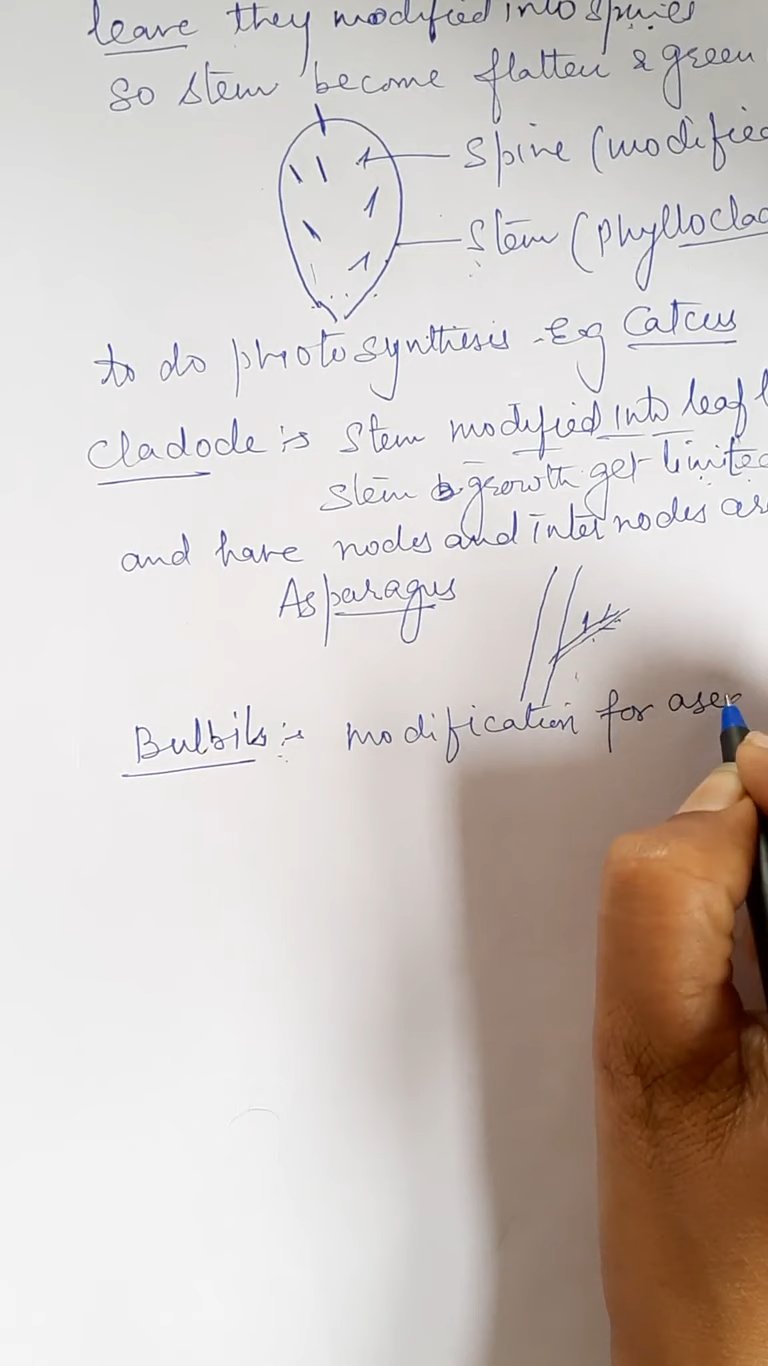 leave they modified into spines
so stem become flatten & green
spine (modified
stem (phylloclad
to do photosynthesis -Eg Catcus
cladode is stem modified into leaf l
stem growth get limited
and have nodes and internodes as
Asparagus
Bulbils :- modification for asex